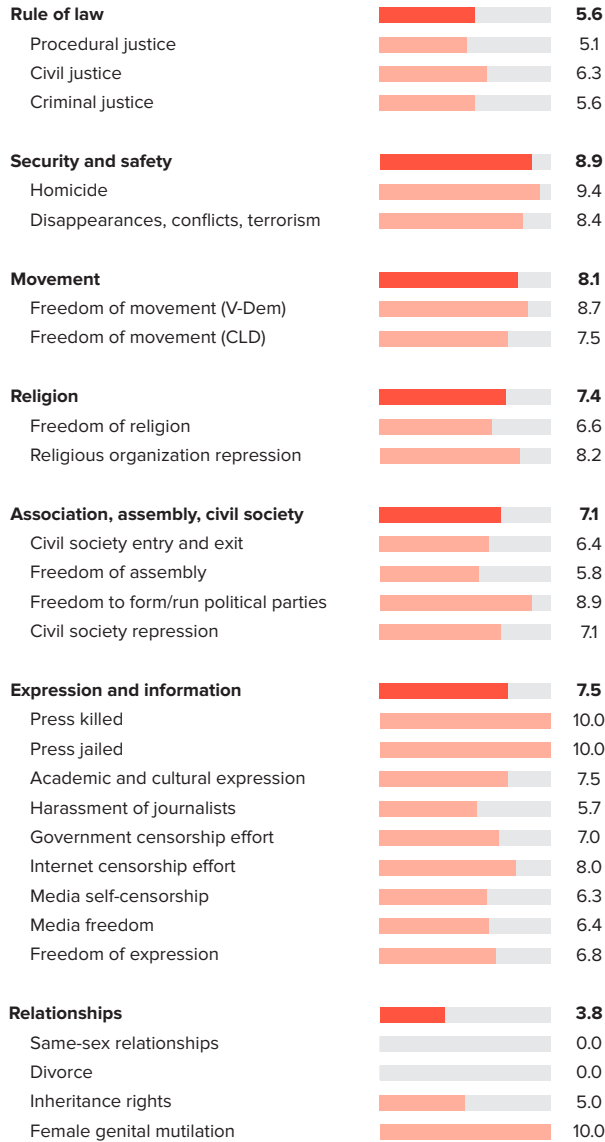 Rule of law 5.6
Procedural justice 5.1
Civil justice 6.3
Criminal justice 5.6
Security and safety 8.9
Homicide 9.4
Disappearances, conflicts, terrorism 8.4
Movement 8.1
Freedom of movement (V-Dem) 8.7
Freedom of movement (CLD) 7.5
Religion 7.4
Freedom of religion 6.6
Religious organization repression 8.2
Association, assembly, civil society 7.1
Civil society entry and exit 6.4
Freedom of assembly 5.8
Freedom to form/run political parties 8.9
Civil society repression 7.1
Expression and information 7.5
Press killed 10.0
Press jailed 10.0
Academic and cultural expression 7.5
Harassment of journalists 5.7
Government censorship effort 7.0
Internet censorship effort 8.0
Media self-censorship 6.3
Media freedom 6.4
Freedom of expression 6.8
Relationships 3.8
Same-sex relationships 0.0
Divorce 0.0
Inheritance rights 5.0
Female genital mutilation 10.0